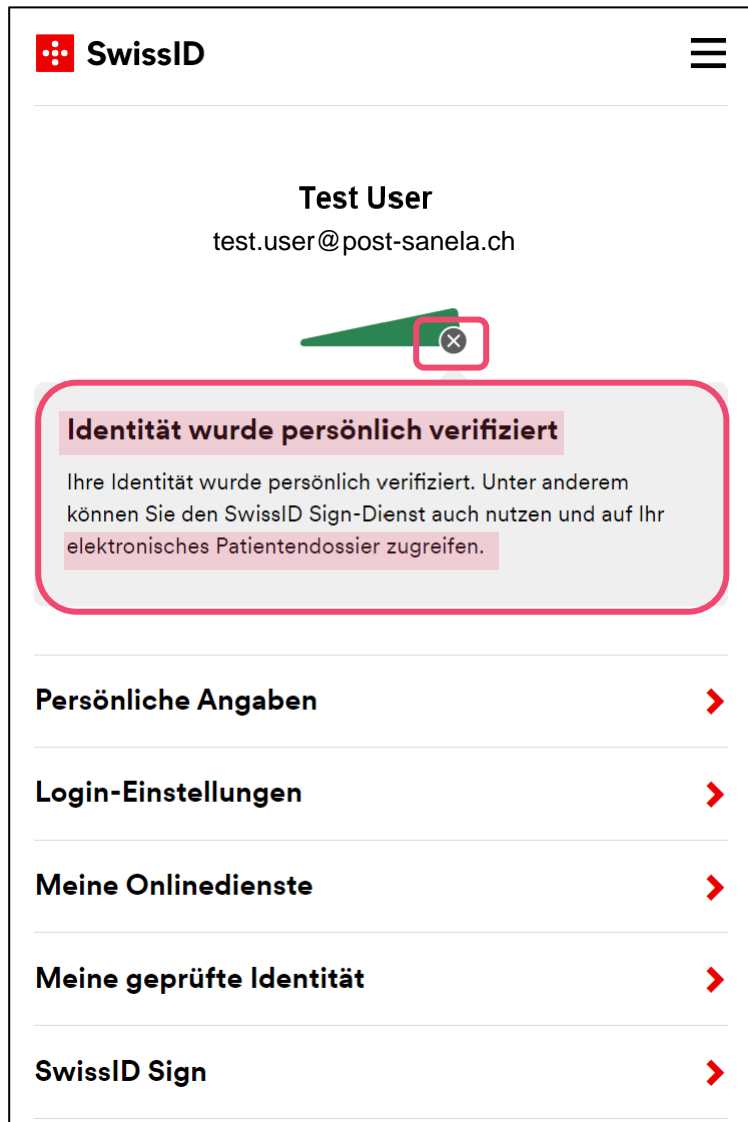 SwissID
Test User
test.user@post-sanela.ch
Identität wurde persönlich verifiziert
Ihre Identität wurde persönlich verifiziert. Unter anderem
können Sie den SwissID Sign-Dienst auch nutzen und auf Ihr
elektronisches Patientendossier zugreifen.
Persönliche Angaben
Login-Einstellungen
Meine Onlinedienste
Meine geprüfte Identität
SwissID Sign